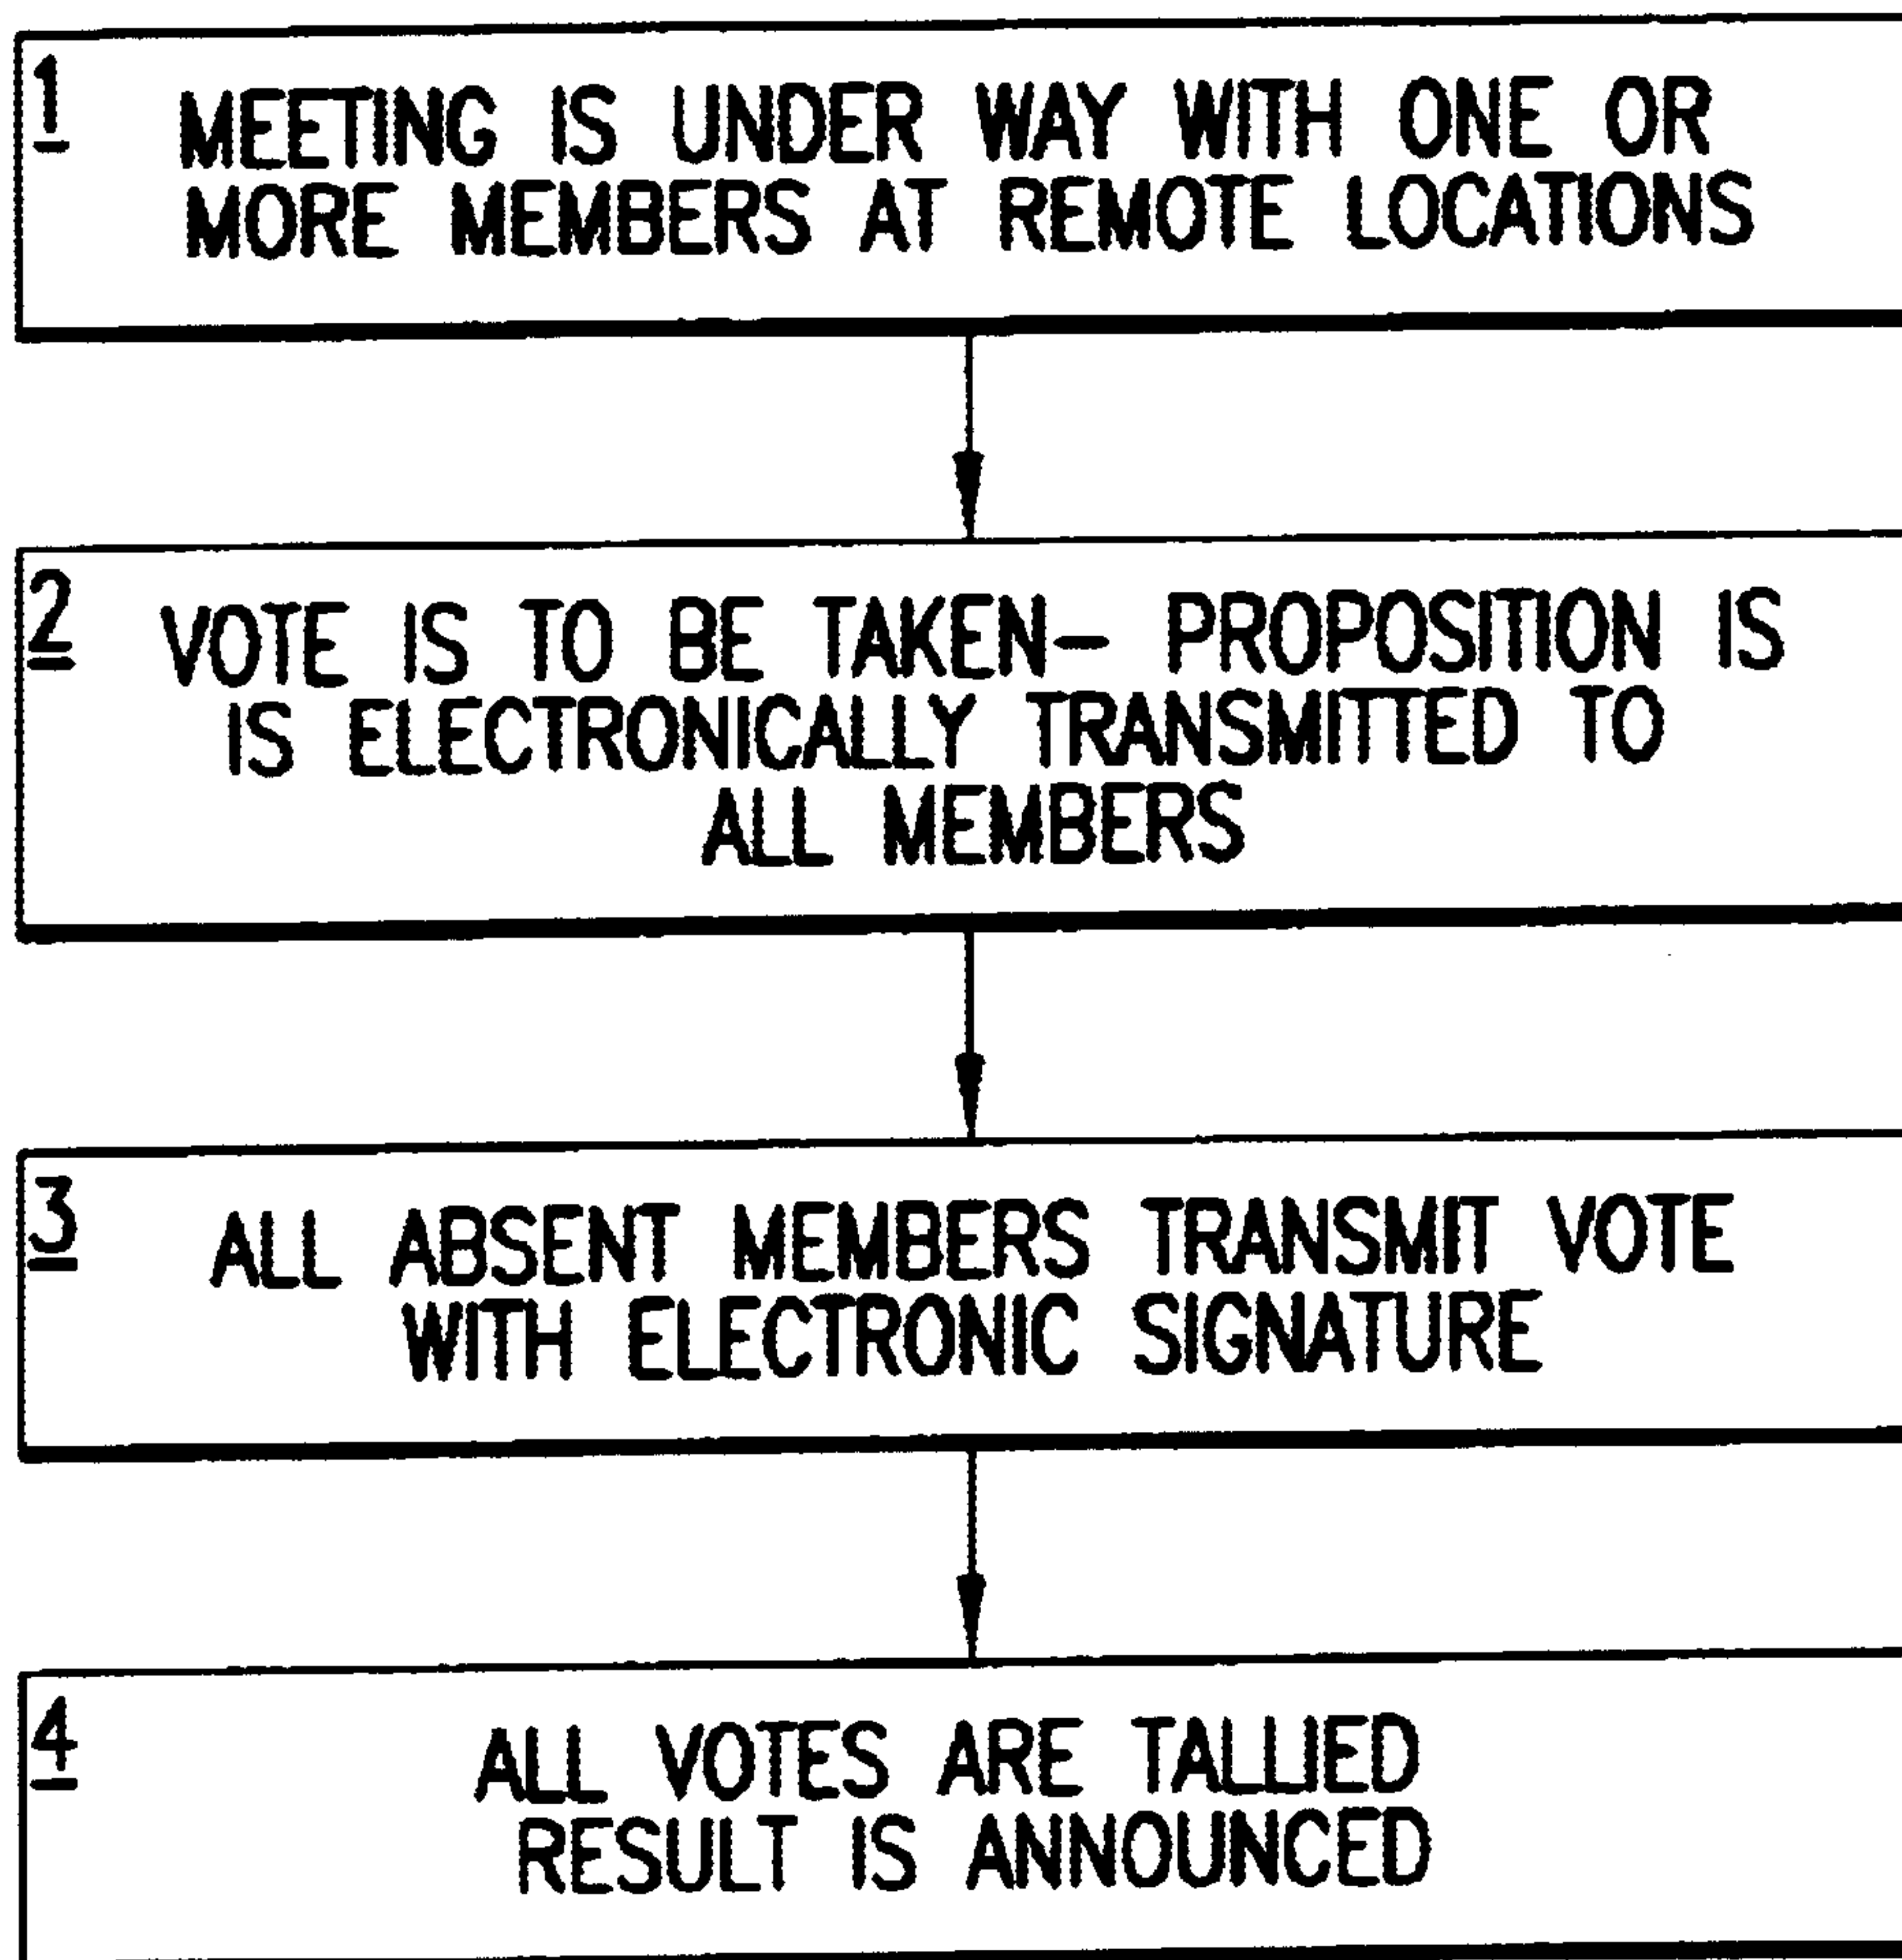 1
MEETING IS UNDER WAY WITH ONE OR
MORE MEMBERS AT REMOTE LOCATIONS
2
VOTE IS TO BE TAKEN- PROPOSITION IS
IS ELECTRONICALLY TRANSMITTED TO
ALL MEMBERS
3
ALL ABSENT MEMBERS TRANSMIT VOTE
WITH ELECTRONIC SIGNATURE
4
ALL VOTES ARE TALLIED
RESULT IS ANNOUNCED